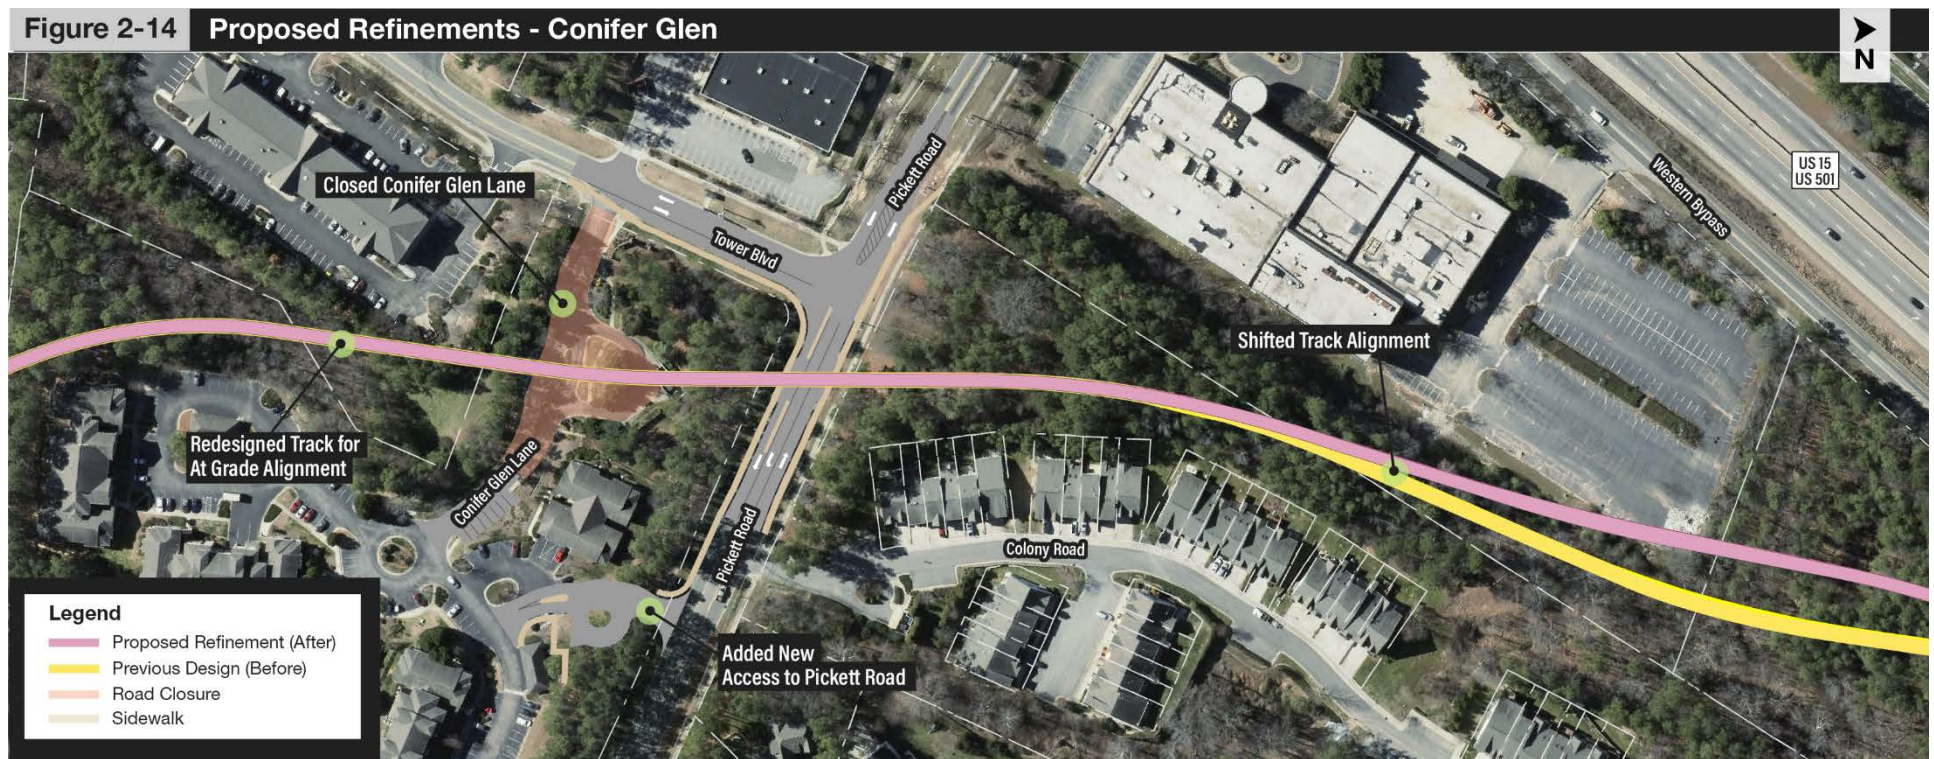 Figure 2-14 Proposed Refinements - Conifer Glen
N
Closed Conifer Glen Lane
Pickett Road
Tower Blvd
Western Bypass
US 15
US 501
Shifted Track Alignment
Redesigned Track for
At Grade Alignment
Conifer Glen Lane
Pickett Road
Colony Road
Added New
Access to Pickett Road
Legend
Proposed Refinement (After)
Previous Design (Before)
Road Closure
Sidewalk